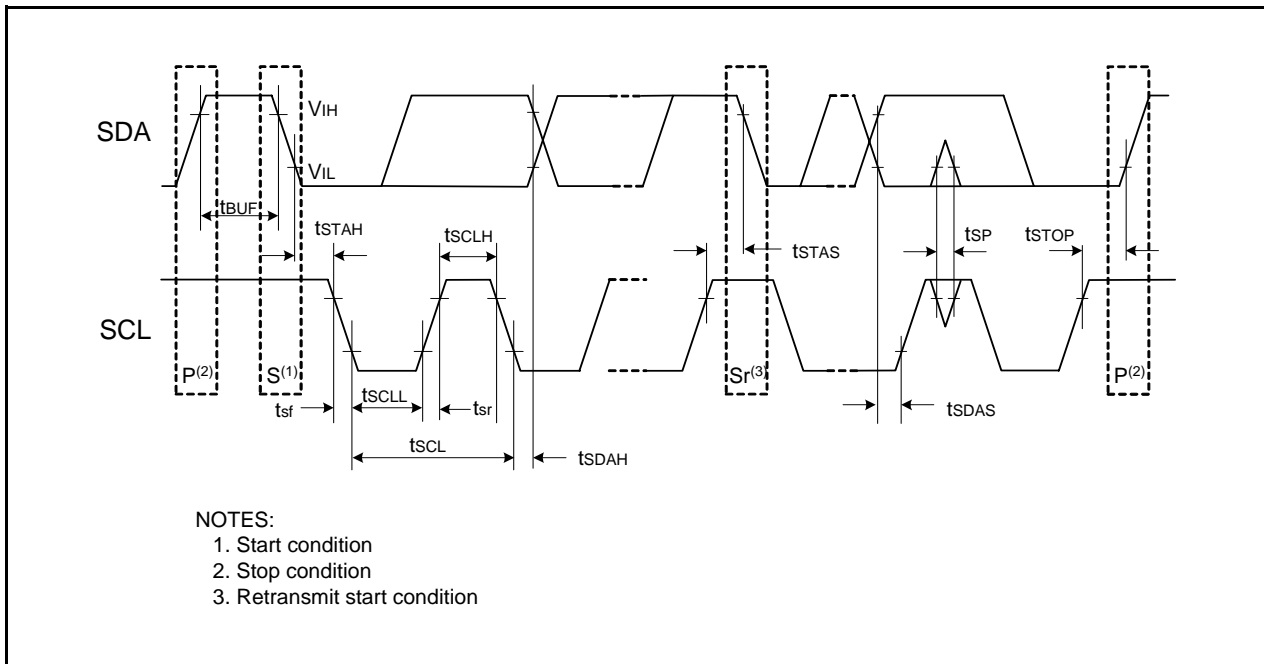 SDA
VIH
VIL
tBUF
tSTAH
tSCLH
tSTAS
tSP
tSTOP
SCL
P(2)
S(1)
Sr(3)
P(2)
tsf
tSCLL
tsr
tSDAS
tSCL
tSDAH
NOTES:
1. Start condition
2. Stop condition
3. Retransmit start condition